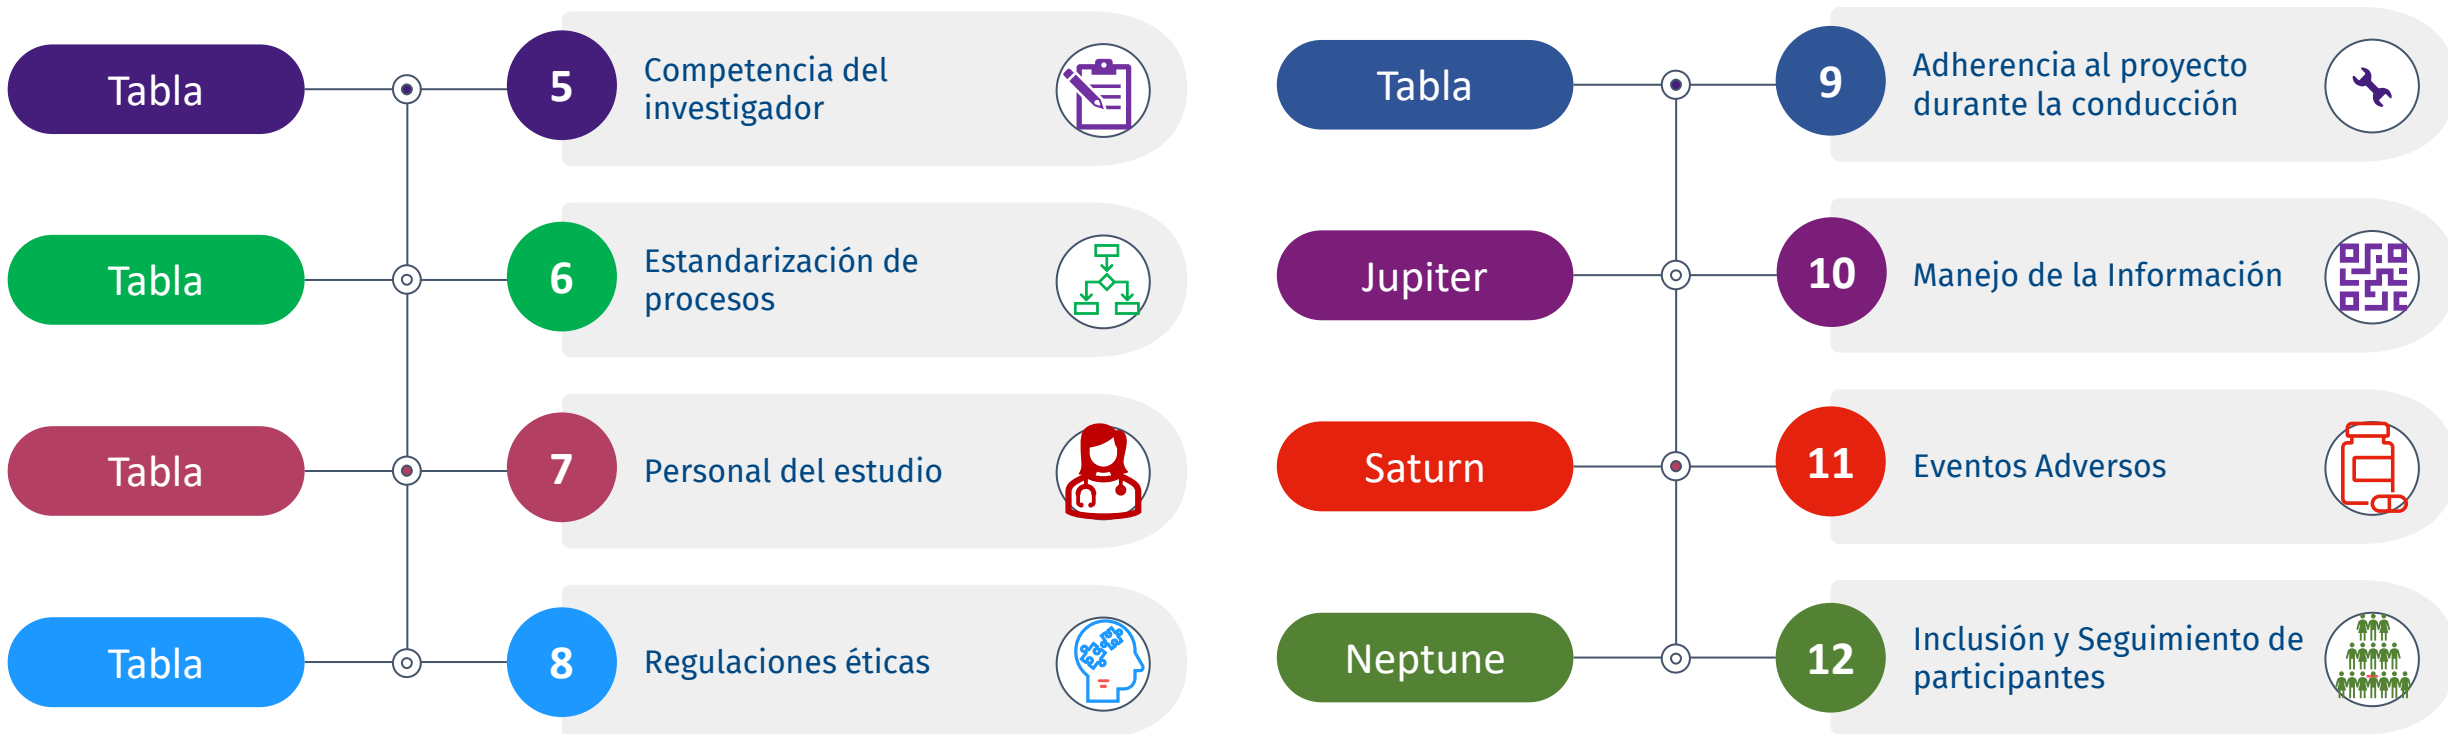 Tabla
5
Competencia del
investigador
Tabla
6
Estandarización de
procesos
Tabla
7
Personal del estudio
Tabla
8
Regulaciones éticas
Tabla
9
Adherencia al proyecto
durante la conducción
Jupiter
10
Manejo de la Información
Saturn
11
Eventos Adversos
Neptune
12
Inclusión y Seguimiento de
participantes